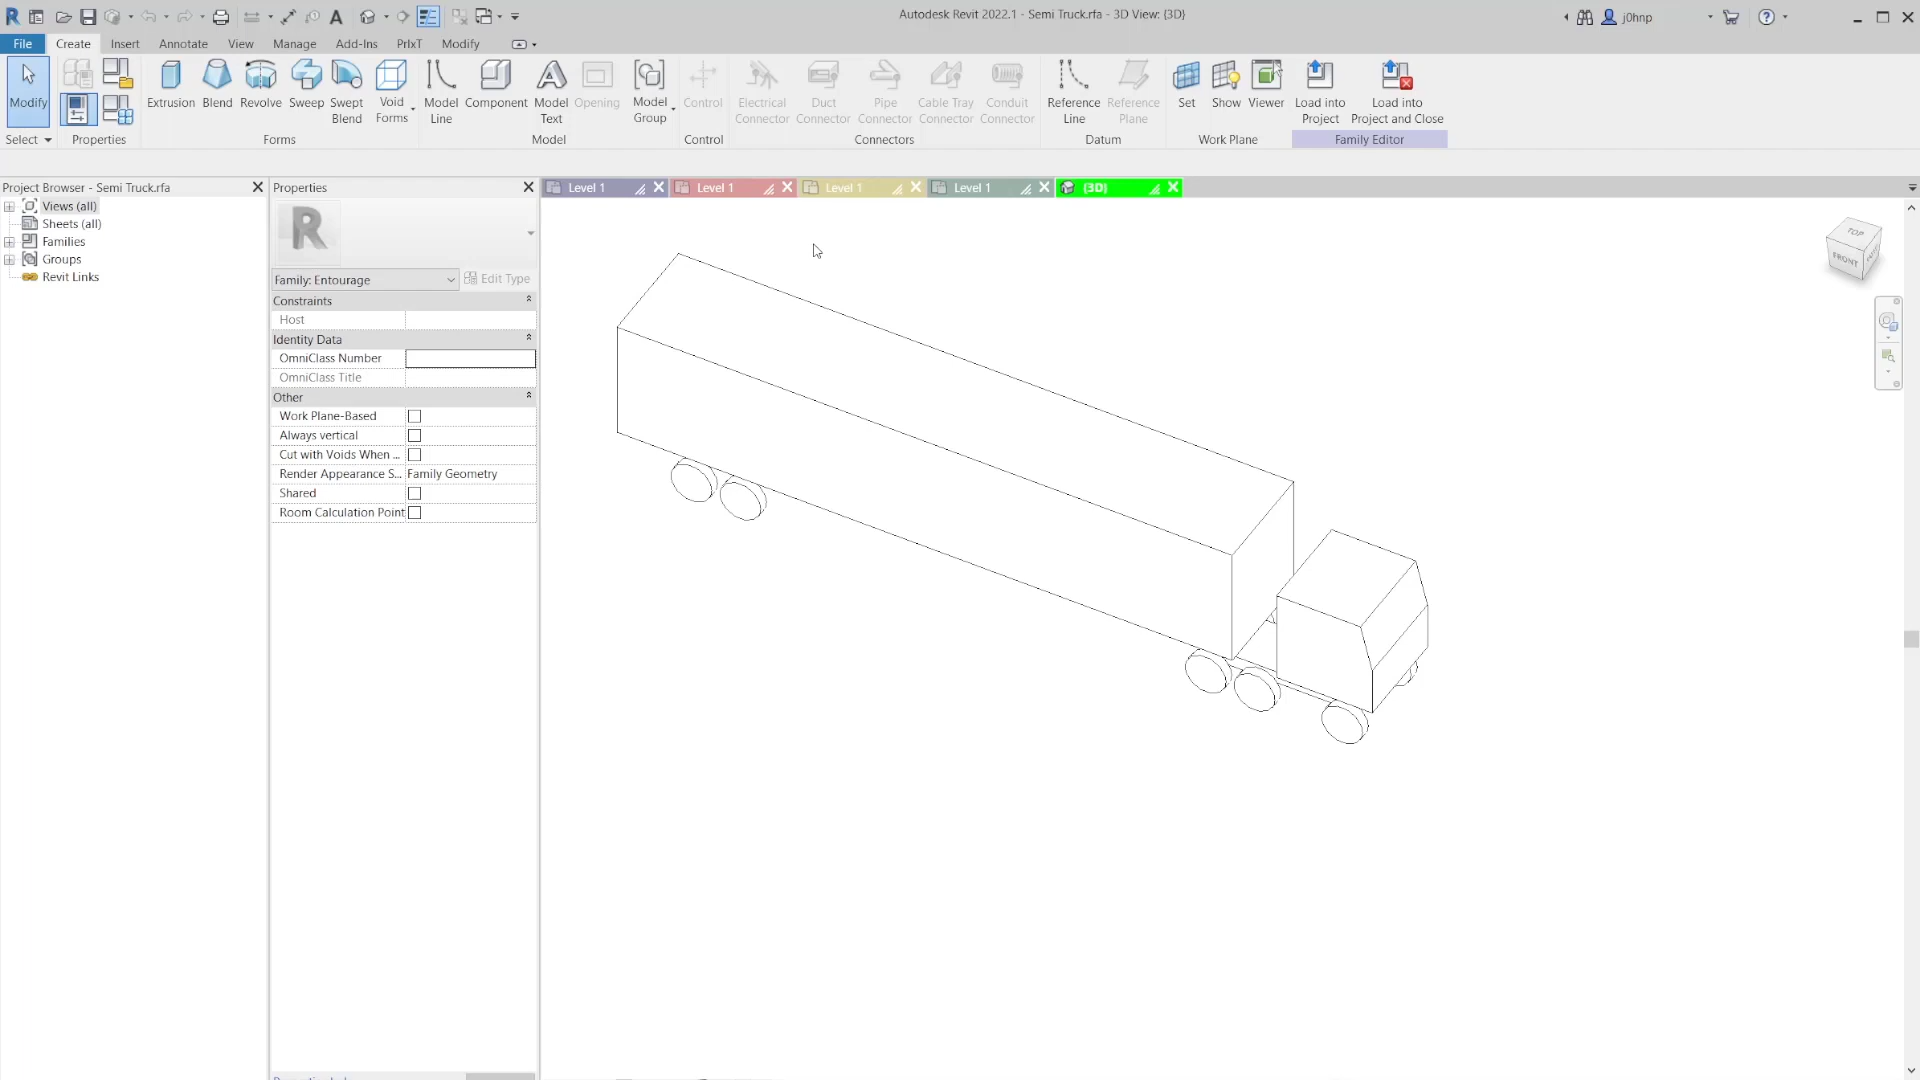 Autodesk Revit 2022.1 - Semi Truck.rfa - 3D View: {3D}
j0hnp
File Create Insert Annotate View Manage Add-Ins PrIxT Modify
Modify Extrusion Blend Revolve Sweep Swept Blend Void Forms Model Line Component Model Text Opening Model Group Control Electrical Connector Duct Connector Pipe Connector Cable Tray Connector Conduit Connector Reference Line Reference Plane Set Show Viewer Load into Project Load into Project and Close
Select Properties Forms Model Control Connectors Datum Work Plane Family Editor
Project Browser - Semi Truck.rfa
Views (all)
Sheets (all)
Families
Groups
Revit Links
Properties
R
Family: Entourage Edit Type
Constraints
Host
Identity Data
OmniClass Number
OmniClass Title
Other
Work Plane-Based
Always vertical
Cut with Voids When ...
Render Appearance S... Family Geometry
Shared
Room Calculation Point
Level 1 Level 1 Level 1 Level 1 {3D}
TOP
FRONT